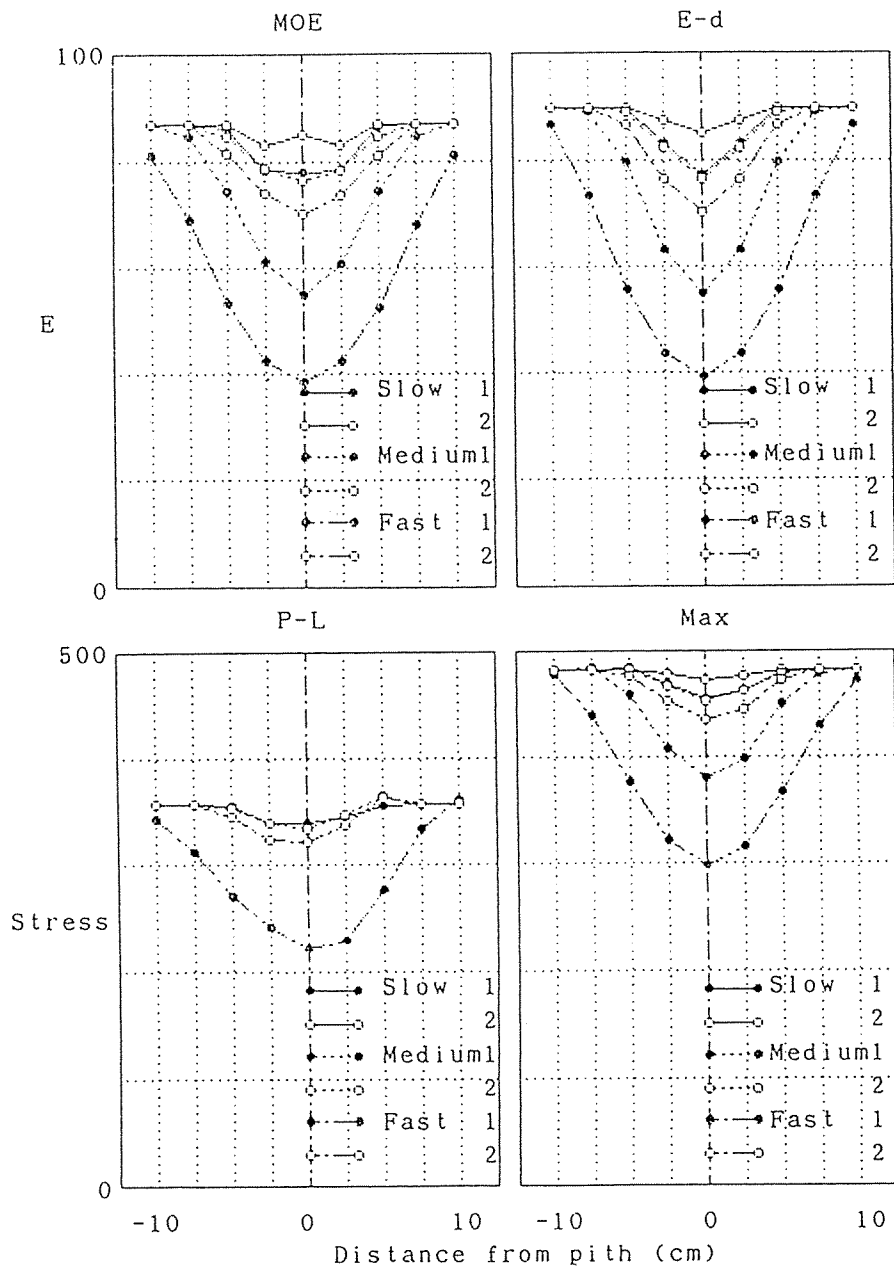 MOE
E-d
100
E
0
Slow 1
2
Medium1
2
Fast 1
2
Slow 1
2
Medium1
2
Fast 1
2
P-L
Max
500
Stress
0
Slow 1
2
Medium1
2
Fast 1
2
Slow 1
2
Medium1
2
Fast 1
2
-10 0 10
-10 0 10
Distance from pith (cm)